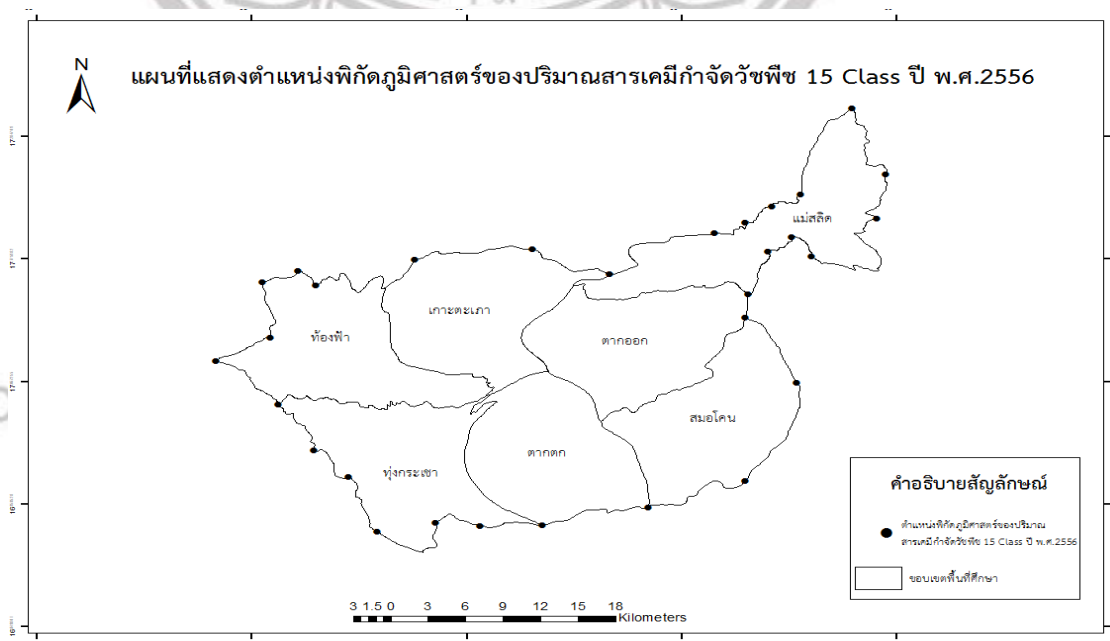 แผนที่แสดงตำแหน่งพิกัดภูมิศาสตร์ของปริมาณสารเคมีกำจัดวัชพืช 15 Class ปี พ.ศ.2556
N
แม่สลิด
เกาะตะเภา
ท้องฟ้า
ตากออก
สมอโคน
ตากตก
ทุ่งกระเชา
คำอธิบายสัญลักษณ์
ตำแหน่งพิกัดภูมิศาสตร์ของปริมาณ
สารเคมีกำจัดวัชพืช 15 Class ปี พ.ศ.2556
ขอบเขตพื้นที่ศึกษา
3 1.5 0 3 6 9 12 15 18
Kilometers